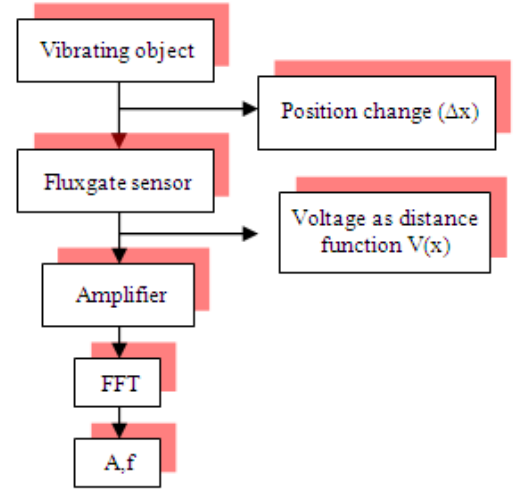 Vibrating object
Position change (Δx)
Fluxgate sensor
Voltage as distance
function V(x)
Amplifier
FFT
A,f